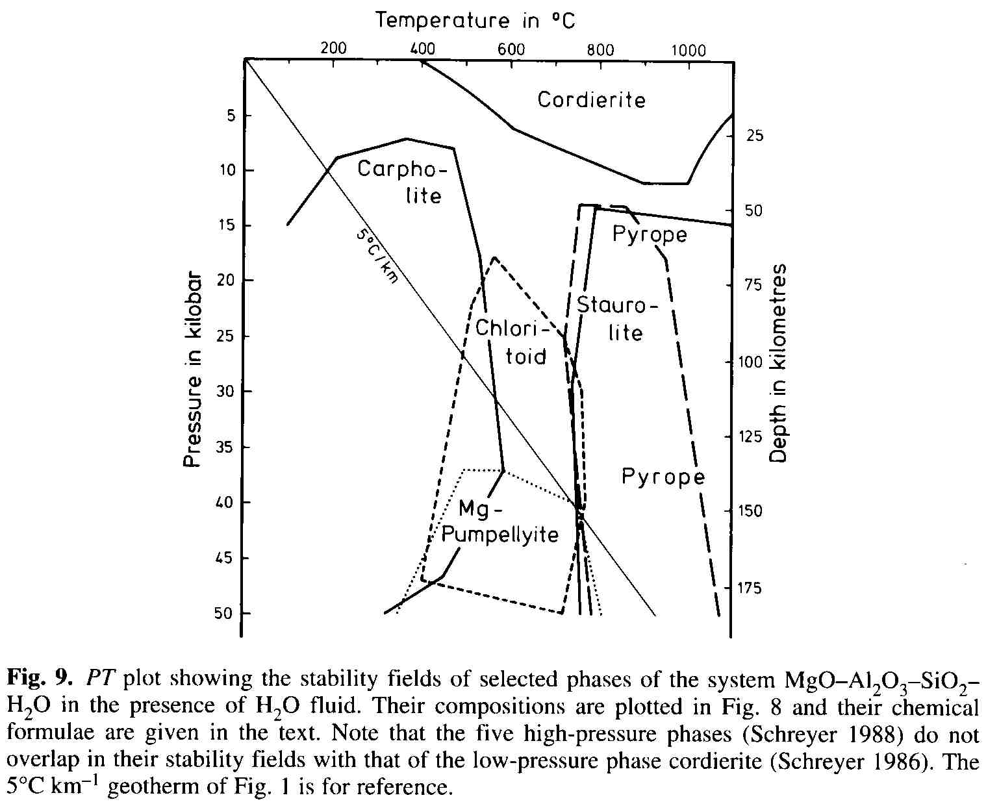 Temperature in °C
200 400 600 800 1000
Cordierite
5
25
10
Carpho-
lite
50
15
Pyrope
5°C/km
20
75
Stauro-
lite
Chlori-
toid
25
100
30
125
35
Pyrope
40
150
Mg-
Pumpellyite
45
175
50
Pressure in kilobar
Depth in kilometres
Fig. 9. PT plot showing the stability fields of selected phases of the system MgO–Al₂O₃–SiO₂–
H₂O in the presence of H₂O fluid. Their compositions are plotted in Fig. 8 and their chemical
formulae are given in the text. Note that the five high-pressure phases (Schreyer 1988) do not
overlap in their stability fields with that of the low-pressure phase cordierite (Schreyer 1986). The
5°C km⁻¹ geotherm of Fig. 1 is for reference.